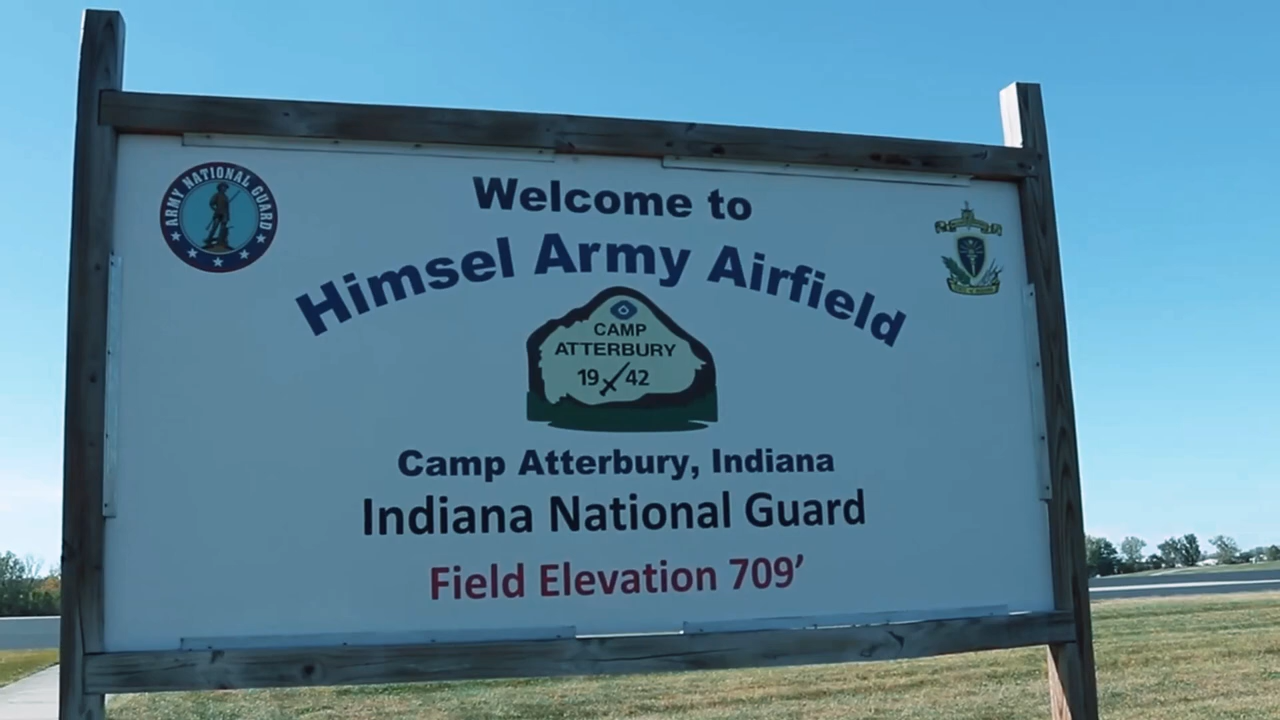 ARMY NATIONAL GUARD
Welcome to
Himsel Army Airfield
CAMP
ATTERBURY
19 42
Camp Atterbury, Indiana
Indiana National Guard
Field Elevation 709’